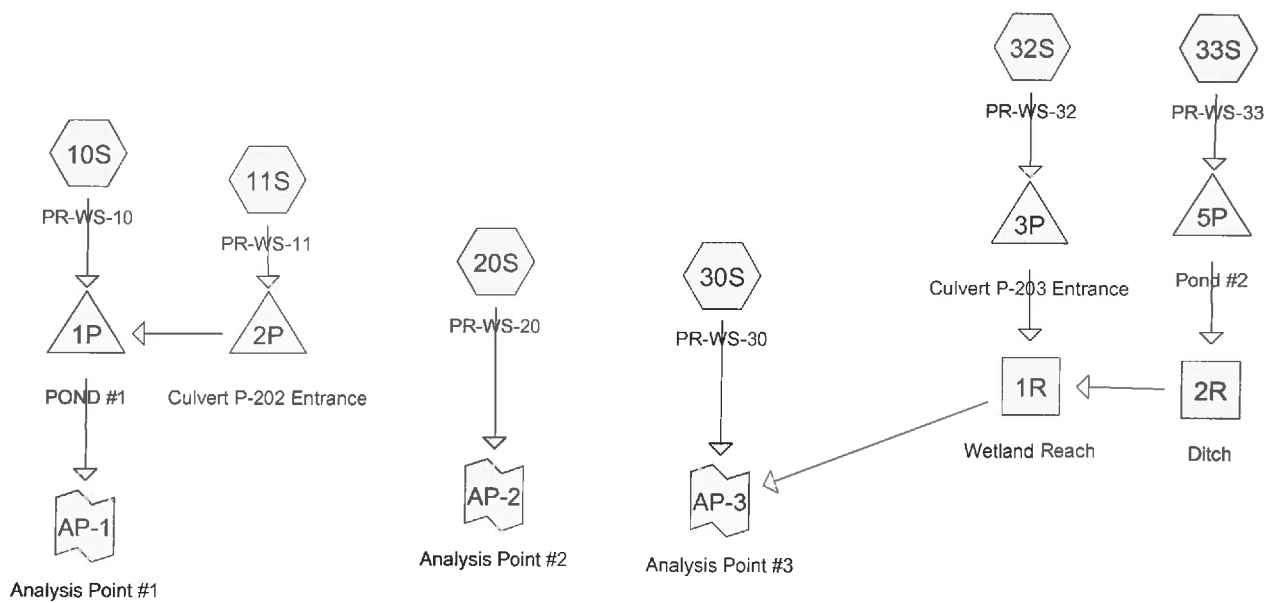 32S
33S
PR-WS-32
PR-WS-33
10S
11S
PR-WS-10
PR-WS-11
3P
5P
20S
30S
Culvert P-203 Entrance
Pond #2
PR-WS-20
PR-WS-30
1P
2P
POND #1
Culvert P-202 Entrance
1R
2R
Wetland Reach
Ditch
AP-1
AP-2
AP-3
Analysis Point #1
Analysis Point #2
Analysis Point #3